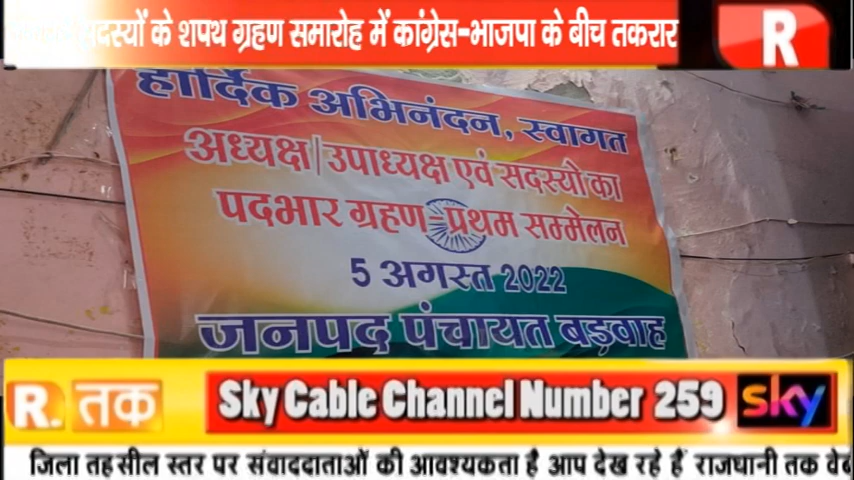 सदस्यों के शपथ ग्रहण समारोह में कांग्रेस-भाजपा के बीच तकरार
R
हार्दिक अभिनंदन, स्वागत
अध्यक्ष/उपाध्यक्ष एवं सदस्यो का
पदभार ग्रहण-प्रथम सम्मेलन
5 अगस्त 2022
जनपद पंचायत बड़वाह
R. तक
Sky Cable Channel Number 259
sky
जिला तहसील स्तर पर संवाददाताओं की आवश्यकता है आप देख रहे हैं राजधानी तक